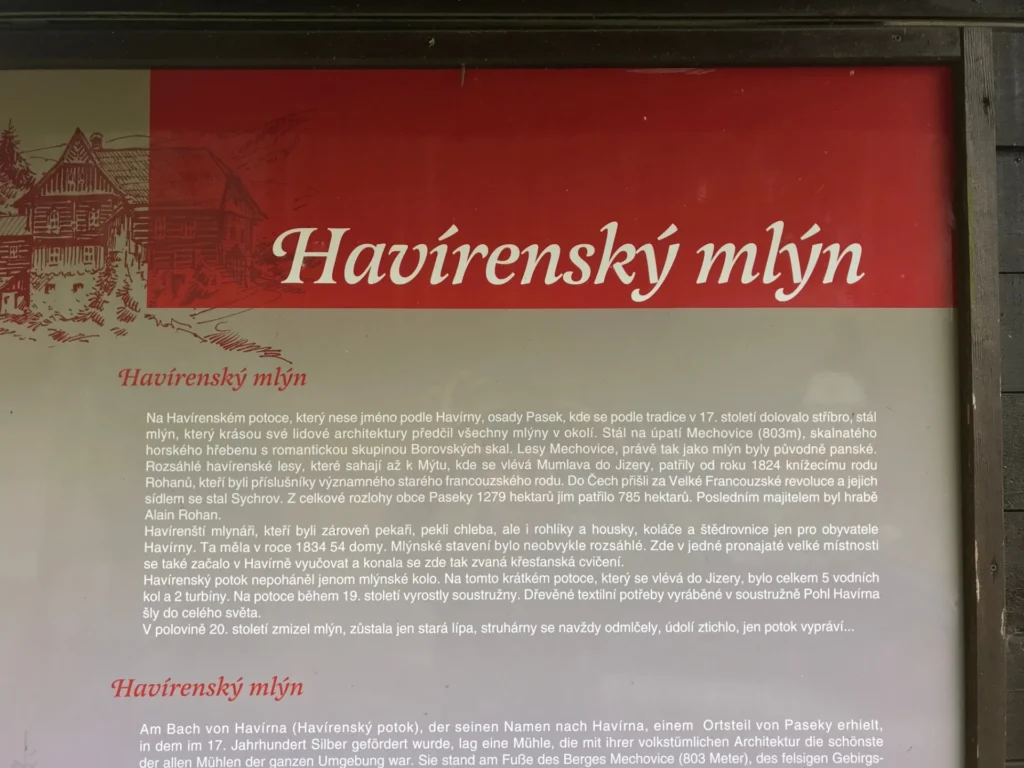 Havírenský mlýn
Havírenský mlýn
Na Havírenském potoce, který nese jméno podle Havírny, osady Pasek, kde se podle tradice v 17. století dolovalo stříbro, stál
mlýn, který krásou své lidové architektury předčil všechny mlýny v okolí. Stál na úpatí Mechovice (803m), skalnatého
horského hřebenu s romantickou skupinou Borovských skal. Lesy Mechovice, právě tak jako mlýn byly původně panské.
Rozsáhlé havírenské lesy, které sahají až k Mýtu, kde se vlévá Mumlava do Jizery, patřily od roku 1824 knížecímu rodu
Rohanů, kteří byli příslušníky významného starého francouzského rodu. Do Čech přišli za Velké Francouzské revoluce a jejich
sídlem se stal Sychrov. Z celkové rozlohy obce Paseky 1279 hektarů jim patřilo 785 hektarů. Posledním majitelem byl hrabě
Alain Rohan.
Havírenští mlynáři, kteří byli zároveň pekaři, pekli chleba, ale i rohlíky a housky, koláče a štědrovnice jen pro obyvatele
Havírny. Ta měla v roce 1834 54 domy. Mlýnské stavení bylo neobvykle rozsáhlé. Zde v jedné pronajaté velké místnosti
se také začalo v Havírně vyučovat a konala se zde tak zvaná křesťanská cvičení.
Havírenský potok nepoháněl jenom mlýnské kolo. Na tomto krátkém potoce, který se vlévá do Jizery, bylo celkem 5 vodních
kol a 2 turbíny. Na potoce během 19. století vyrostly soustružny. Dřevěné textilní potřeby vyráběné v soustružně Pohl Havírna
šly do celého světa.
V polovině 20. století zmizel mlýn, zůstala jen stará lípa, struhárny se navždy odmlčely, údolí ztichlo, jen potok vypráví...
Havírenský mlýn
Am Bach von Havírna (Havírenský potok), der seinen Namen nach Havírna, einem Ortsteil von Paseky erhielt,
in dem im 17. Jahrhundert Silber gefördert wurde, lag eine Mühle, die mit ihrer volkstümlichen Architektur die schönste
der allen Mühlen der ganzen Umgebung war. Sie stand am Fuße des Berges Mechovice (803 Meter), des felsigen Gebirgs-